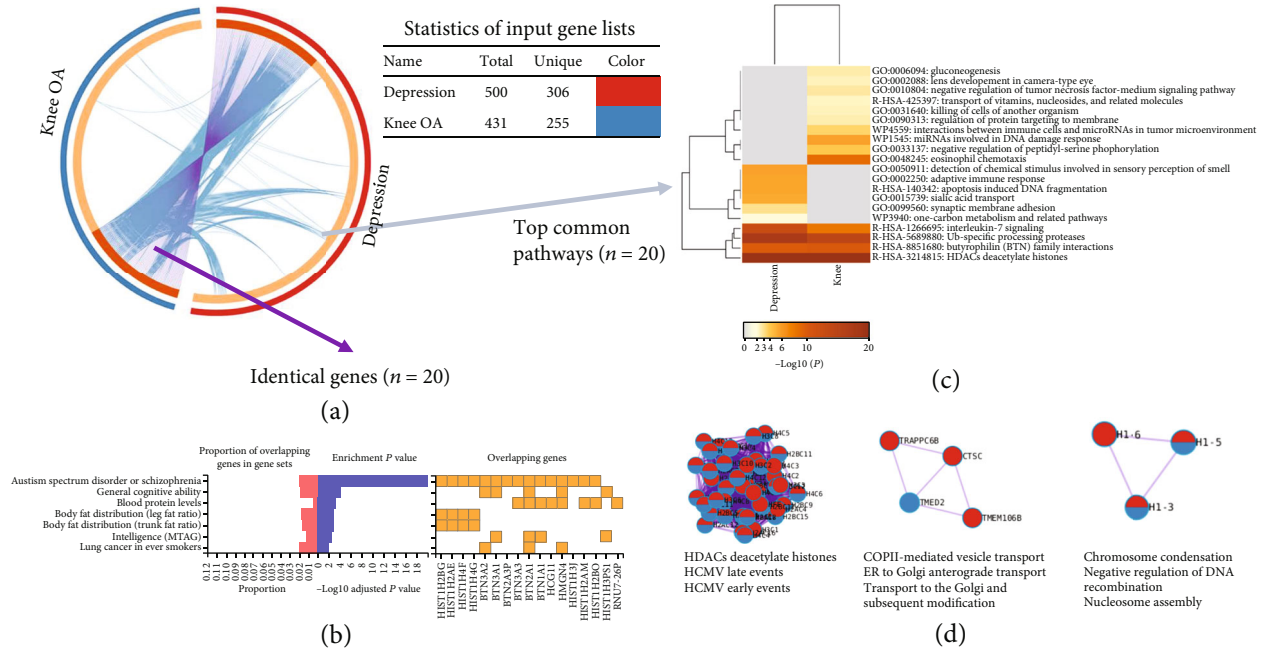 (a)
Knee OA
Depression
Statistics of input gene lists
Name Total Unique Color
Depression 500 306
Knee OA 431 255
Top common
pathways (n = 20)
Identical genes (n = 20)
GO:0006094: gluconeogenesis
GO:0002088: lens developement in camera-type eye
GO:0010804: negative regulation of tumor necrosis factor-medium signaling pathway
R-HSA-425397: transport of vitamins, nucleosides, and related molecules
GO:0031640: killing of cells of another organism
GO:0090313: regulation of protein targeting to membrane
WP4559: interactions between immune cells and microRNAs in tumor microenvironment
WP1545: miRNAs involved in DNA damage response
GO:0033137: negative regulation of peptidyl-serine phophorylation
GO:0048245: eosinophil chemotaxis
GO:0050911: detection of chemical stimulus involved in sensory perception of smell
GO:0002250: adaptive immune response
R-HSA-140342: apoptosis induced DNA fragmentation
GO:0015739: siallc acid transport
GO:0099560: synaptic membrane adhesion
WP3940: one-carbon metabolism and related pathways
R-HSA-1266695: interleukin-7 signaling
R-HSA-5689880: Ub-specific processing proteases
R-HSA-8851680: butyrophilin (BTN) family interactions
R-HSA-3214815: HDACs deacetylate histones
Depression
Knee
0 2 3 4 6 10 20
–Log10 (P)
(c)
Proportion of overlapping
genes in gene sets
Enrichment P value
Overlapping genes
Austism spectrum disorder or schizophrenia
General cognitive ability
Blood protein levels
Body fat distribution (leg fat ratio)
Body fat distribution (trunk fat ratio)
Intelligence (MTAG)
Lung cancer in ever smokers
0.12 0.11 0.09 0.08 0.07 0.06 0.05 0.04 0.03 0.02 0.01
0 2 4 6 8 10 12 14 16 18
Proportion
–Log10 adjusted P value
HIST1H2BG
HIST1H2AE
HIST1H4F
HIST1H4G
BTN3A2
BTN3A1
BTN2A3P
BTN3A3
BTN2A1
BTN1A1
HCG11
HMGN4
HIST1H3J
HIST1H2AM
HIST1H2BO
HIST1H3PS1
RNU7-26P
(b)
H4C5
H2BC11
H4C3
H4C2
H4C6
H2BC9
H2BC15
HDACs deacetylate histones
HCMV late events
HCMV early events
TRAPPC6B
CTSC
TMED2
TMEM106B
COPII-mediated vesicle transport
ER to Golgi anterograde transport
Transport to the Golgi and
subsequent modification
H1-6
H1-5
H1-3
Chromosome condensation
Negative regulation of DNA
recombination
Nucleosome assembly
(d)